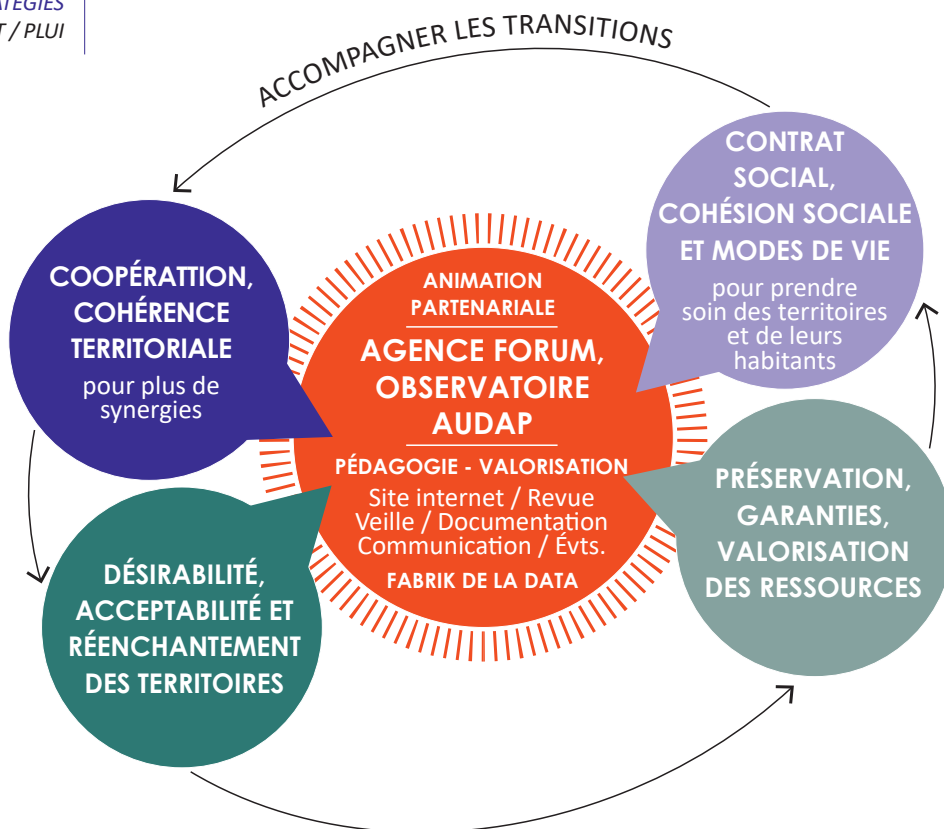 T / PLUI
ACCOMPAGNER LES TRANSITIONS
COOPÉRATTION,
COHÉRENCE
TERRITORIALE
pour plus de
synergies
CONTRAT
SOCIAL,
COHÉSION SOCIALE
ET MODES DE VIE
pour prendre
soin des territoires
et de leurs
habitants
ANIMATION
PARTENARIALE
AGENCE FORUM,
OBSERVATOIRE
AUDAP
PÉDAGOGIE - VALORISATION
Site internet / Revue
Veille / Documentation
Communication / Évts.
FABRIK DE LA DATA
DÉSIRABILITÉ,
ACCEPTABILITÉ ET
RÉENCHANTEMENT
DES TERRITOIRES
PRÉSERVATION,
GARANTIES,
VALORISATION
DES RESSOURCES